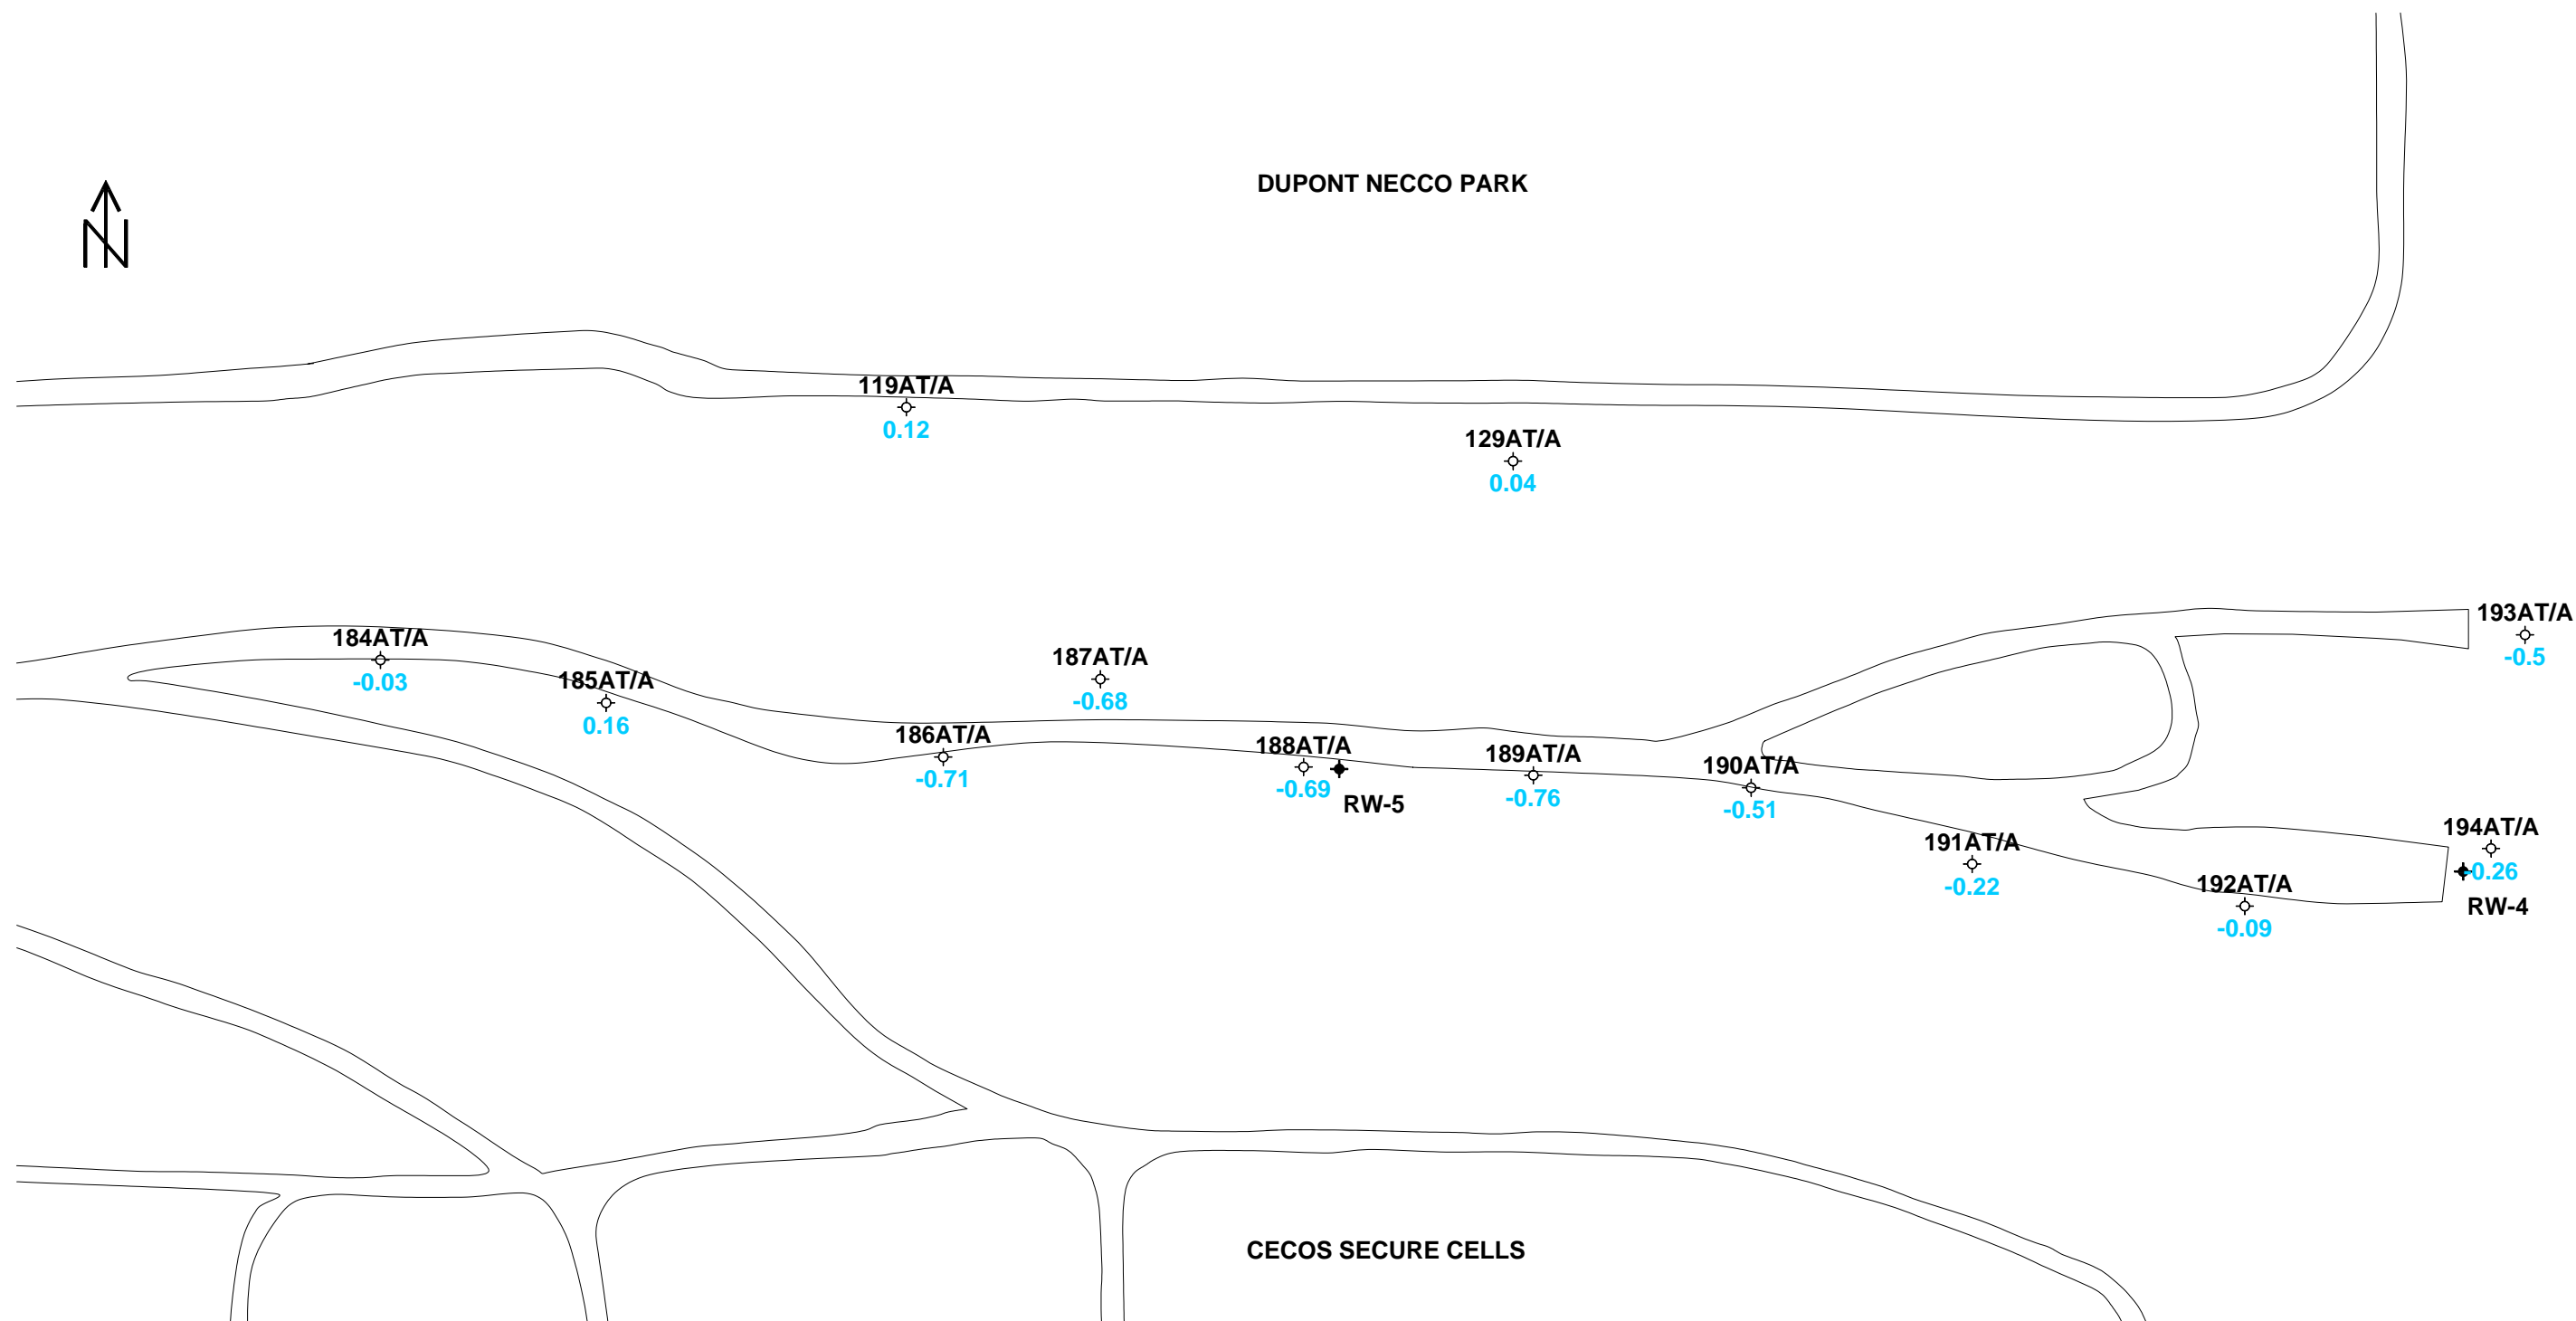 DUPONT NECCO PARK
N
119AT/A
0.12
129AT/A
0.04
193AT/A
-0.5
184AT/A
-0.03
187AT/A
-0.68
185AT/A
0.16
186AT/A
-0.71
188AT/A
-0.69
RW-5
189AT/A
-0.76
190AT/A
-0.51
194AT/A
-0.26
RW-4
191AT/A
-0.22
192AT/A
-0.09
CECOS SECURE CELLS